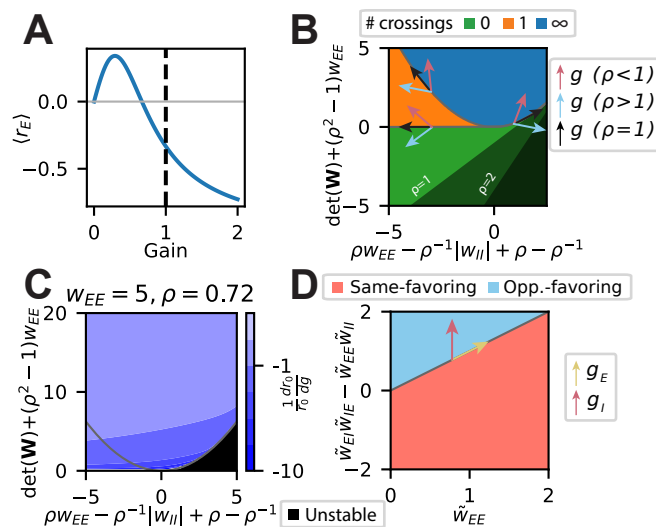 A
⟨r_E⟩
0.0
−0.5
0
1
2
Gain
# crossings 0 1 ∞
B
det(W)+(ρ²−1)w_EE
5
0
−5
ρ=1
ρ=2
−5
0
ρw_EE − ρ⁻¹|w_II| + ρ − ρ⁻¹
g (ρ<1)
g (ρ>1)
g (ρ=1)
C
w_EE = 5, ρ = 0.72
det(W)+(ρ²−1)w_EE
20
10
0
−5
0
5
ρw_EE − ρ⁻¹|w_II| + ρ − ρ⁻¹
-1
-10
1/r₀ dr₀/dg
Unstable
D
Same-favoring Opp.-favoring
w̃_EI w̃_IE − w̃_EE w̃_II
2
0
−2
0
1
2
w̃_EE
g_E
g_I